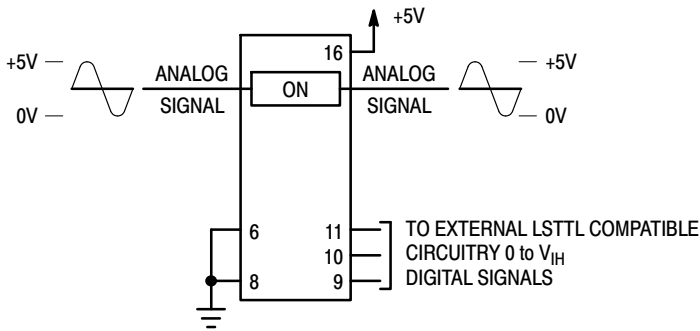 +5V
16
+5V
ANALOG
SIGNAL
0V
ON
ANALOG
SIGNAL
+5V
0V
6
8
11
10
9
TO EXTERNAL LSTTL COMPATIBLE
CIRCUITRY 0 to VIH
DIGITAL SIGNALS